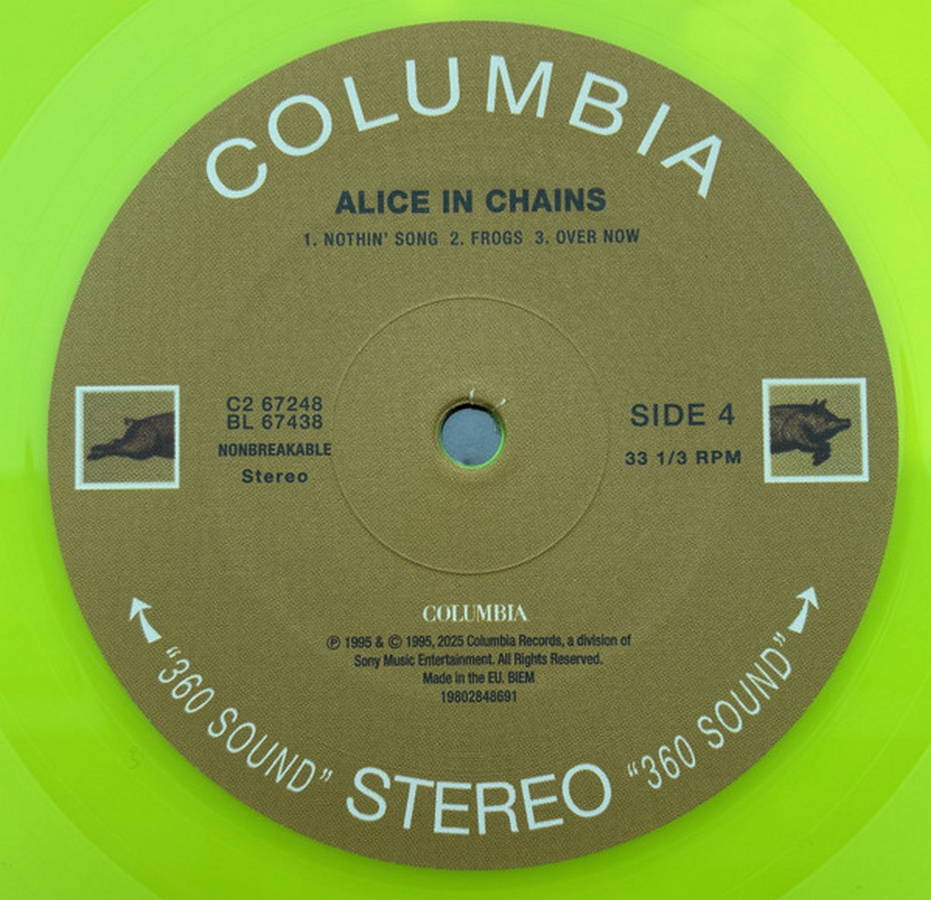 COLUMBIA
ALICE IN CHAINS
1. NOTHIN' SONG 2. FROGS 3. OVER NOW
C2 67248
BL 67438
NONBREAKABLE
Stereo
SIDE 4
33 1/3 RPM
COLUMBIA
℗ 1995 & © 1995, 2025 Columbia Records, a division of
Sony Music Entertainment. All Rights Reserved.
Made in the EU. BIEM
19802848691
"360 SOUND" STEREO "360 SOUND"